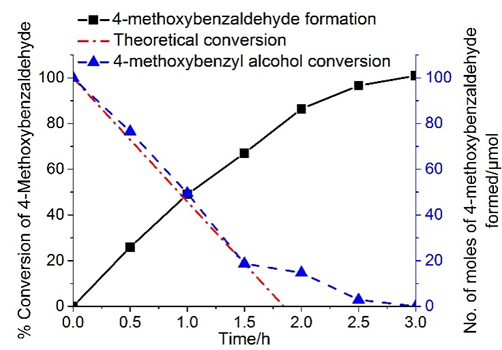 4-methoxybenzaldehyde formation
Theoretical conversion
4-methoxybenzyl alcohol conversion
% Conversion of 4-Methoxybenzaldehyde
100
80
60
40
20
0
100
80
60
40
20
0
No. of moles of 4-methoxybenzaldehyde
formed/μmol
0.0 0.5 1.0 1.5 2.0 2.5 3.0
Time/h